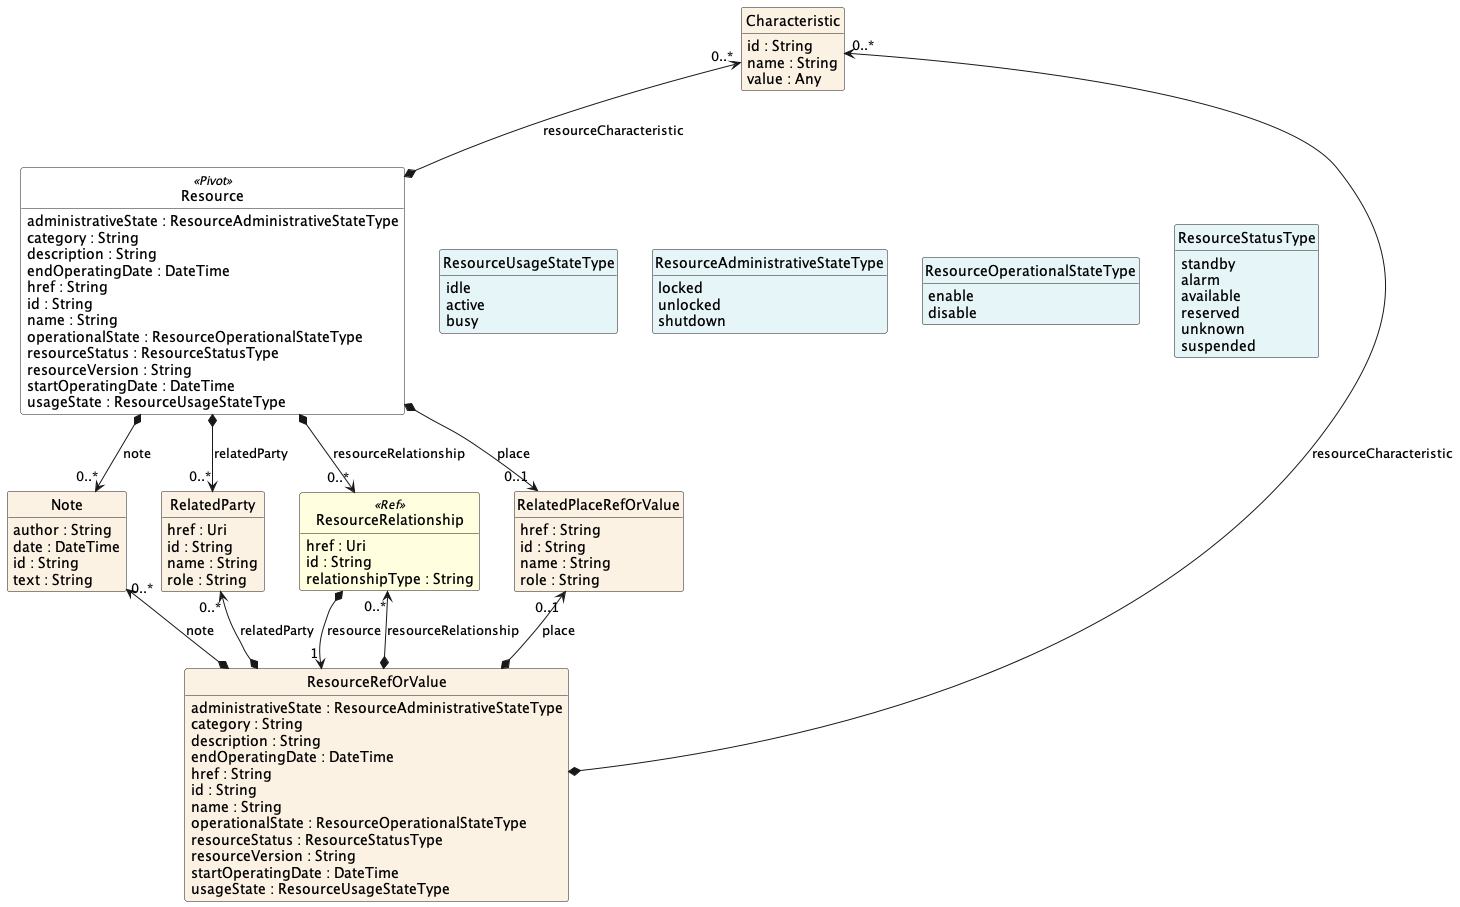 Characteristic
id : String
name : String
value : Any
0..*
0..*
resourceCharacteristic
«Pivot»
Resource
administrativeState : ResourceAdministrativeStateType
category : String
description : String
endOperatingDate : DateTime
href : String
id : String
name : String
operationalState : ResourceOperationalStateType
resourceStatus : ResourceStatusType
resourceVersion : String
startOperatingDate : DateTime
usageState : ResourceUsageStateType
ResourceUsageStateType
idle
active
busy
ResourceAdministrativeStateType
locked
unlocked
shutdown
ResourceOperationalStateType
enable
disable
ResourceStatusType
standby
alarm
available
reserved
unknown
suspended
note
relatedParty
resourceRelationship
place
resourceCharacteristic
0..*
0..*
0..*
0..1
Note
author : String
date : DateTime
id : String
text : String
RelatedParty
href : Uri
id : String
name : String
role : String
«Ref»
ResourceRelationship
href : Uri
id : String
relationshipType : String
RelatedPlaceRefOrValue
href : String
id : String
name : String
role : String
0..*
0..*
0..*
0..1
note
relatedParty
resource
resourceRelationship
place
1
ResourceRefOrValue
administrativeState : ResourceAdministrativeStateType
category : String
description : String
endOperatingDate : DateTime
href : String
id : String
name : String
operationalState : ResourceOperationalStateType
resourceStatus : ResourceStatusType
resourceVersion : String
startOperatingDate : DateTime
usageState : ResourceUsageStateType